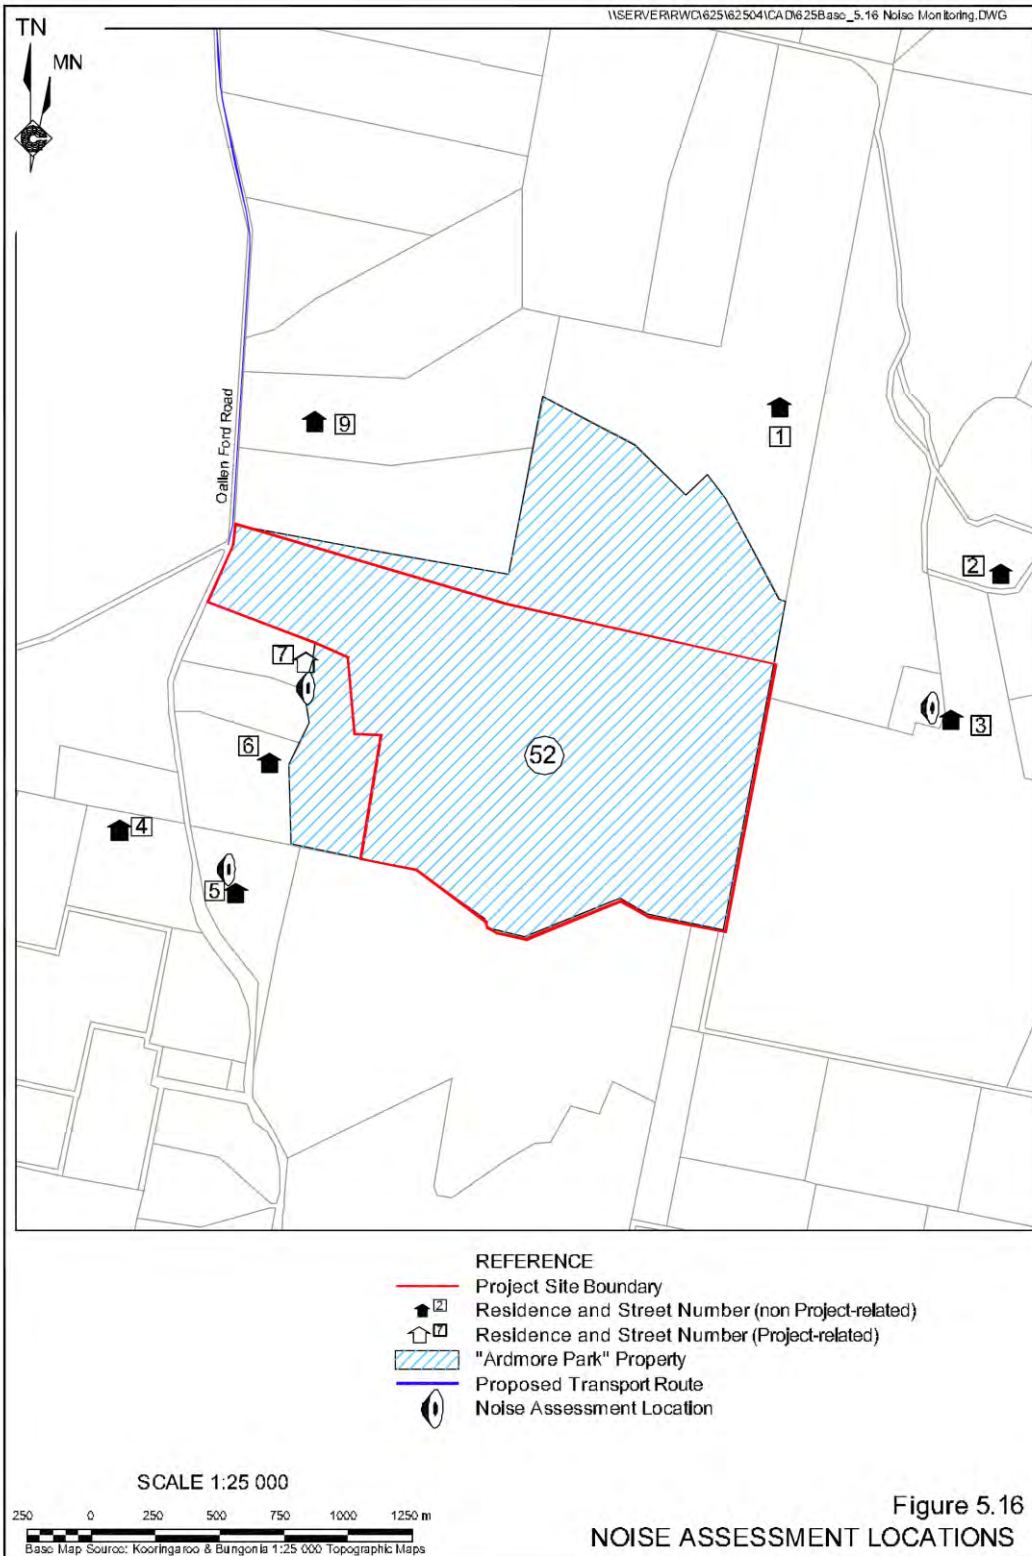 \\SERVER\RWC\625\62504\CAD\625Base_5.16 Noise Monitoring.DWG
TN
MN
Oallen Ford Road
9
1
2
7
3
52
6
4
5
REFERENCE
Project Site Boundary
2 Residence and Street Number (non Project-related)
7 Residence and Street Number (Project-related)
"Ardmore Park" Property
Proposed Transport Route
Noise Assessment Location
SCALE 1:25 000
250 0 250 500 750 1000 1250 m
Base Map Source: Kooringaroo & Bungonia 1:25 000 Topographic Maps
Figure 5.16
NOISE ASSESSMENT LOCATIONS